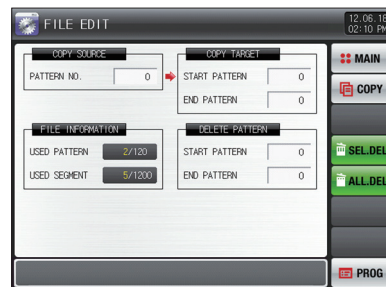 FILE EDIT
12.06.18
02:10 PM
COPY SOURCE
PATTERN NO. 0
COPY TARGET
START PATTERN 0
END PATTERN 0
FILE INFORMATION
USED PATTERN 2/120
USED SEGMENT 5/1200
DELETE PATTERN
START PATTERN 0
END PATTERN 0
MAIN
COPY
SEL.DEL
ALL.DEL
PROG